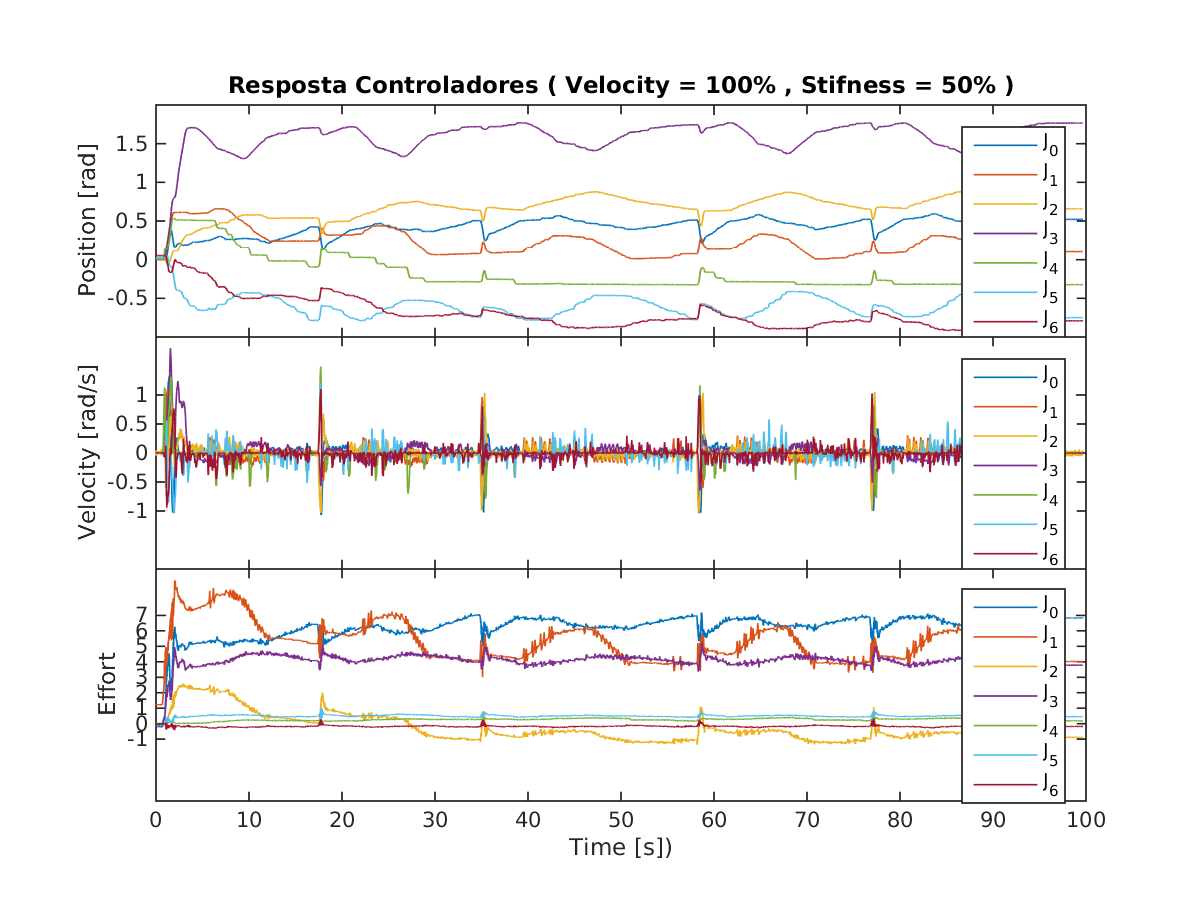 Resposta Controladores ( Velocity = 100% , Stifness = 50% )
Position [rad]
1.5
1
0.5
0
-0.5
J0
J1
J2
J3
J4
J5
J6
Velocity [rad/s]
1
0.5
0
-0.5
-1
J0
J1
J2
J3
J4
J5
J6
Effort
7
6
5
4
3
2
1
0
-1
J0
J1
J2
J3
J4
J5
J6
0 10 20 30 40 50 60 70 80 90 100
Time [s])